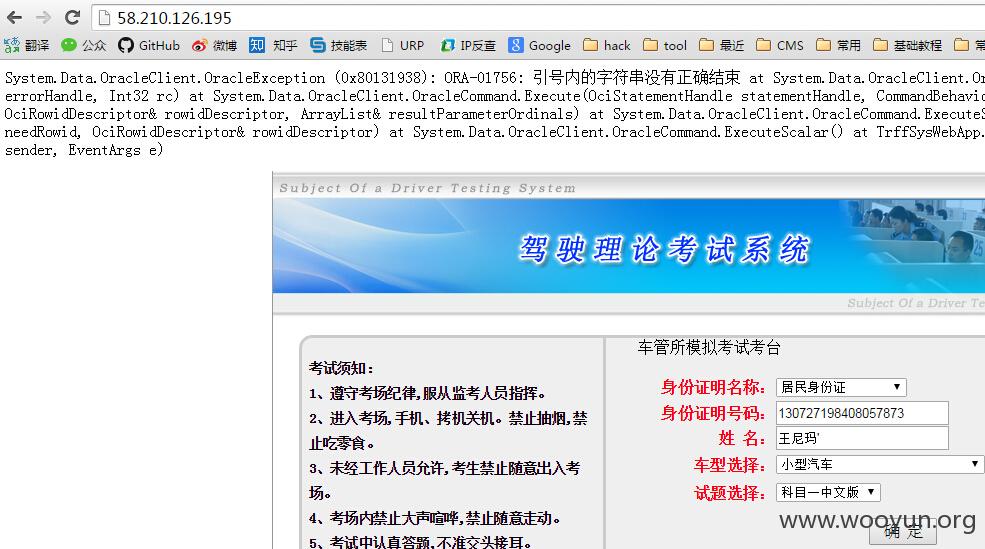 58.210.126.195
翻译 公众 GitHub 微博 知乎 技能表 URP IP反查 Google hack tool 最近 CMS 常用 基础教程 常
System.Data.OracleClient.OracleException (0x80131938): ORA-01756: 引号内的字符串没有正确结束 at System.Data.OracleClient.Or
errorHandle, Int32 rc) at System.Data.OracleClient.OracleCommand.Execute(OciStatementHandle statementHandle, CommandBehavio
OciRowidDescriptor& rowidDescriptor, ArrayList& resultParameterOrdinals) at System.Data.OracleClient.OracleCommand.ExecuteS
needRowid, OciRowidDescriptor& rowidDescriptor) at System.Data.OracleClient.OracleCommand.ExecuteScalar() at TrffSysWebApp.
sender, EventArgs e)
Subject Of a Driver Testing System
驾驶理论考试系统
25
Subject Of a Driver Te
考试须知：
1、遵守考场纪律,服从监考人员指挥。
2、进入考场,手机、拷机关机。禁止抽烟,禁
止吃零食。
3、未经工作人员允许,考生禁止随意出入考
场。
4、考场内禁止大声喧哗,禁止随意走动。
5、考试中认真答题,不准交头接耳。
车管所模拟考试考台
身份证明名称： 居民身份证
身份证明号码： 130727198408057873
姓 名： 王尼玛'
车型选择： 小型汽车
试题选择： 科目一中文版
确 定
www.wooyun.org